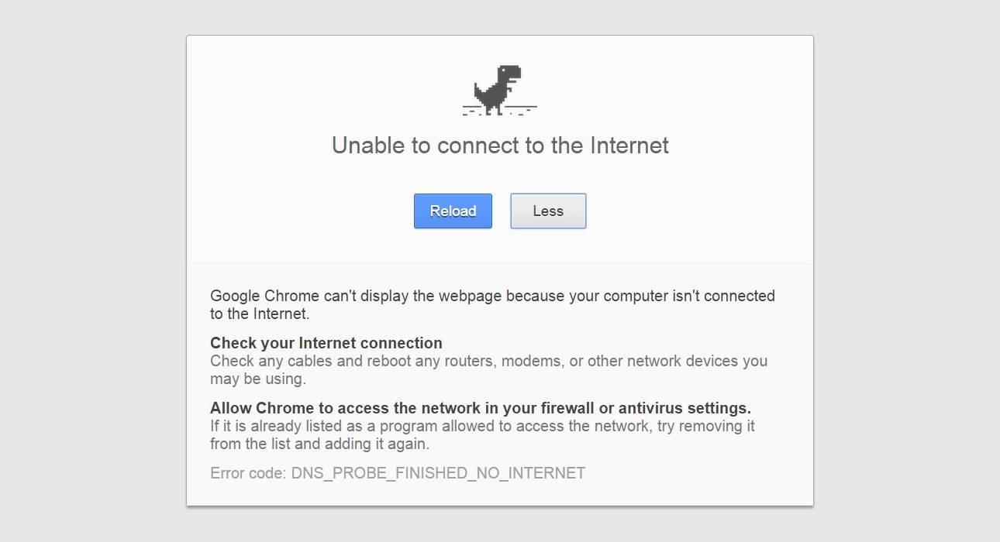 Unable to connect to the Internet
Reload
Less
Google Chrome can't display the webpage because your computer isn't connected
to the Internet.
Check your Internet connection
Check any cables and reboot any routers, modems, or other network devices you
may be using.
Allow Chrome to access the network in your firewall or antivirus settings.
If it is already listed as a program allowed to access the network, try removing it
from the list and adding it again.
Error code: DNS_PROBE_FINISHED_NO_INTERNET